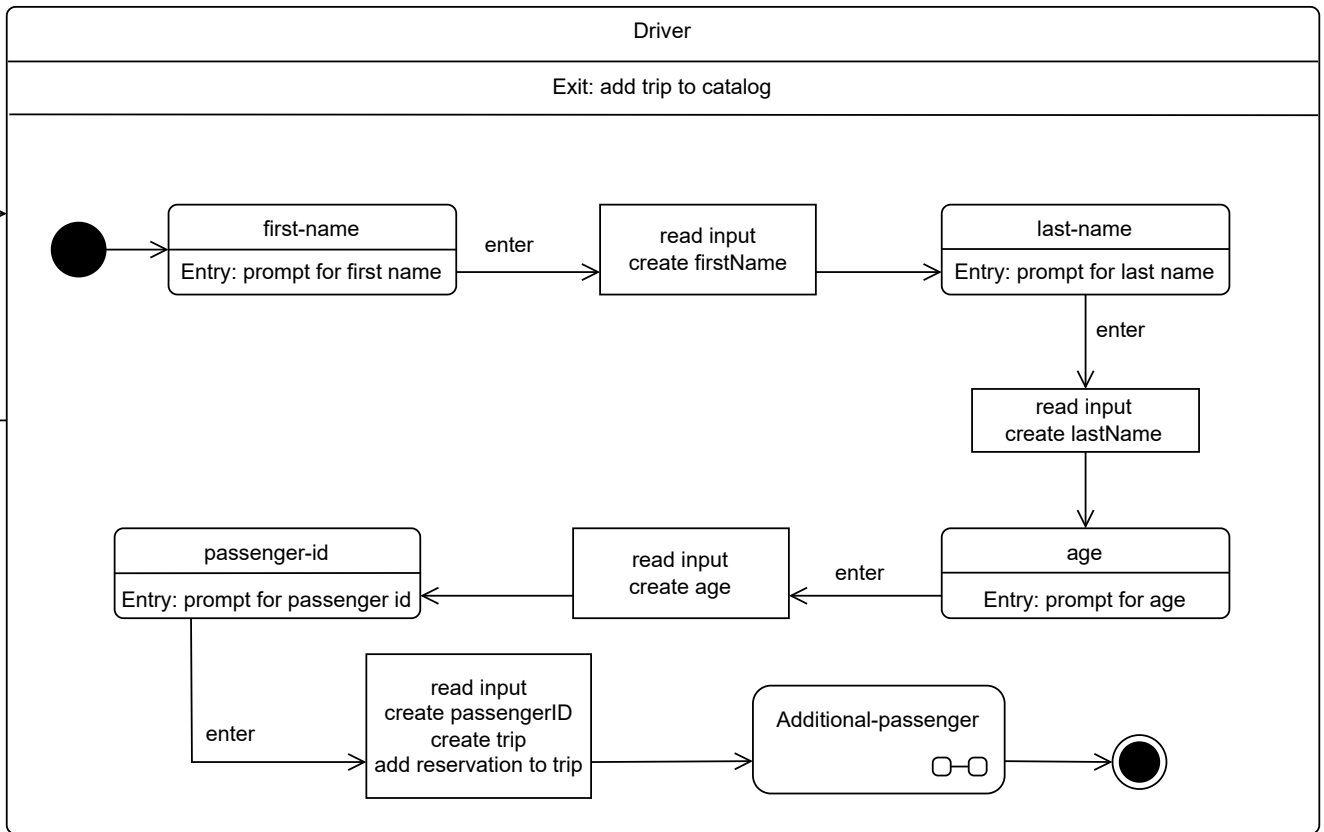 Driver
Exit: add trip to catalog
first-name
Entry: prompt for first name
enter
read input
create firstName
last-name
Entry: prompt for last name
enter
read input
create lastName
age
Entry: prompt for age
enter
read input
create age
passenger-id
Entry: prompt for passenger id
enter
read input
create passengerID
create trip
add reservation to trip
Additional-passenger